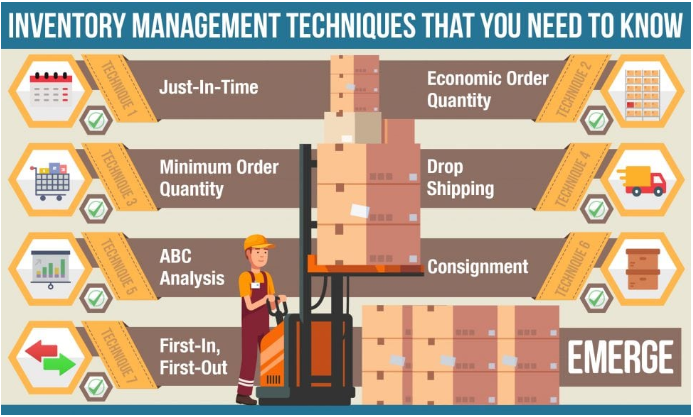 INVENTORY MANAGEMENT TECHNIQUES THAT YOU NEED TO KNOW
TECHNIQUE 1
Just-In-Time
Economic Order
Quantity
TECHNIQUE 2
TECHNIQUE 3
Minimum Order
Quantity
Drop
Shipping
TECHNIQUE 4
TECHNIQUE 5
ABC
Analysis
Consignment
TECHNIQUE 6
TECHNIQUE 7
First-In,
First-Out
EMERGE